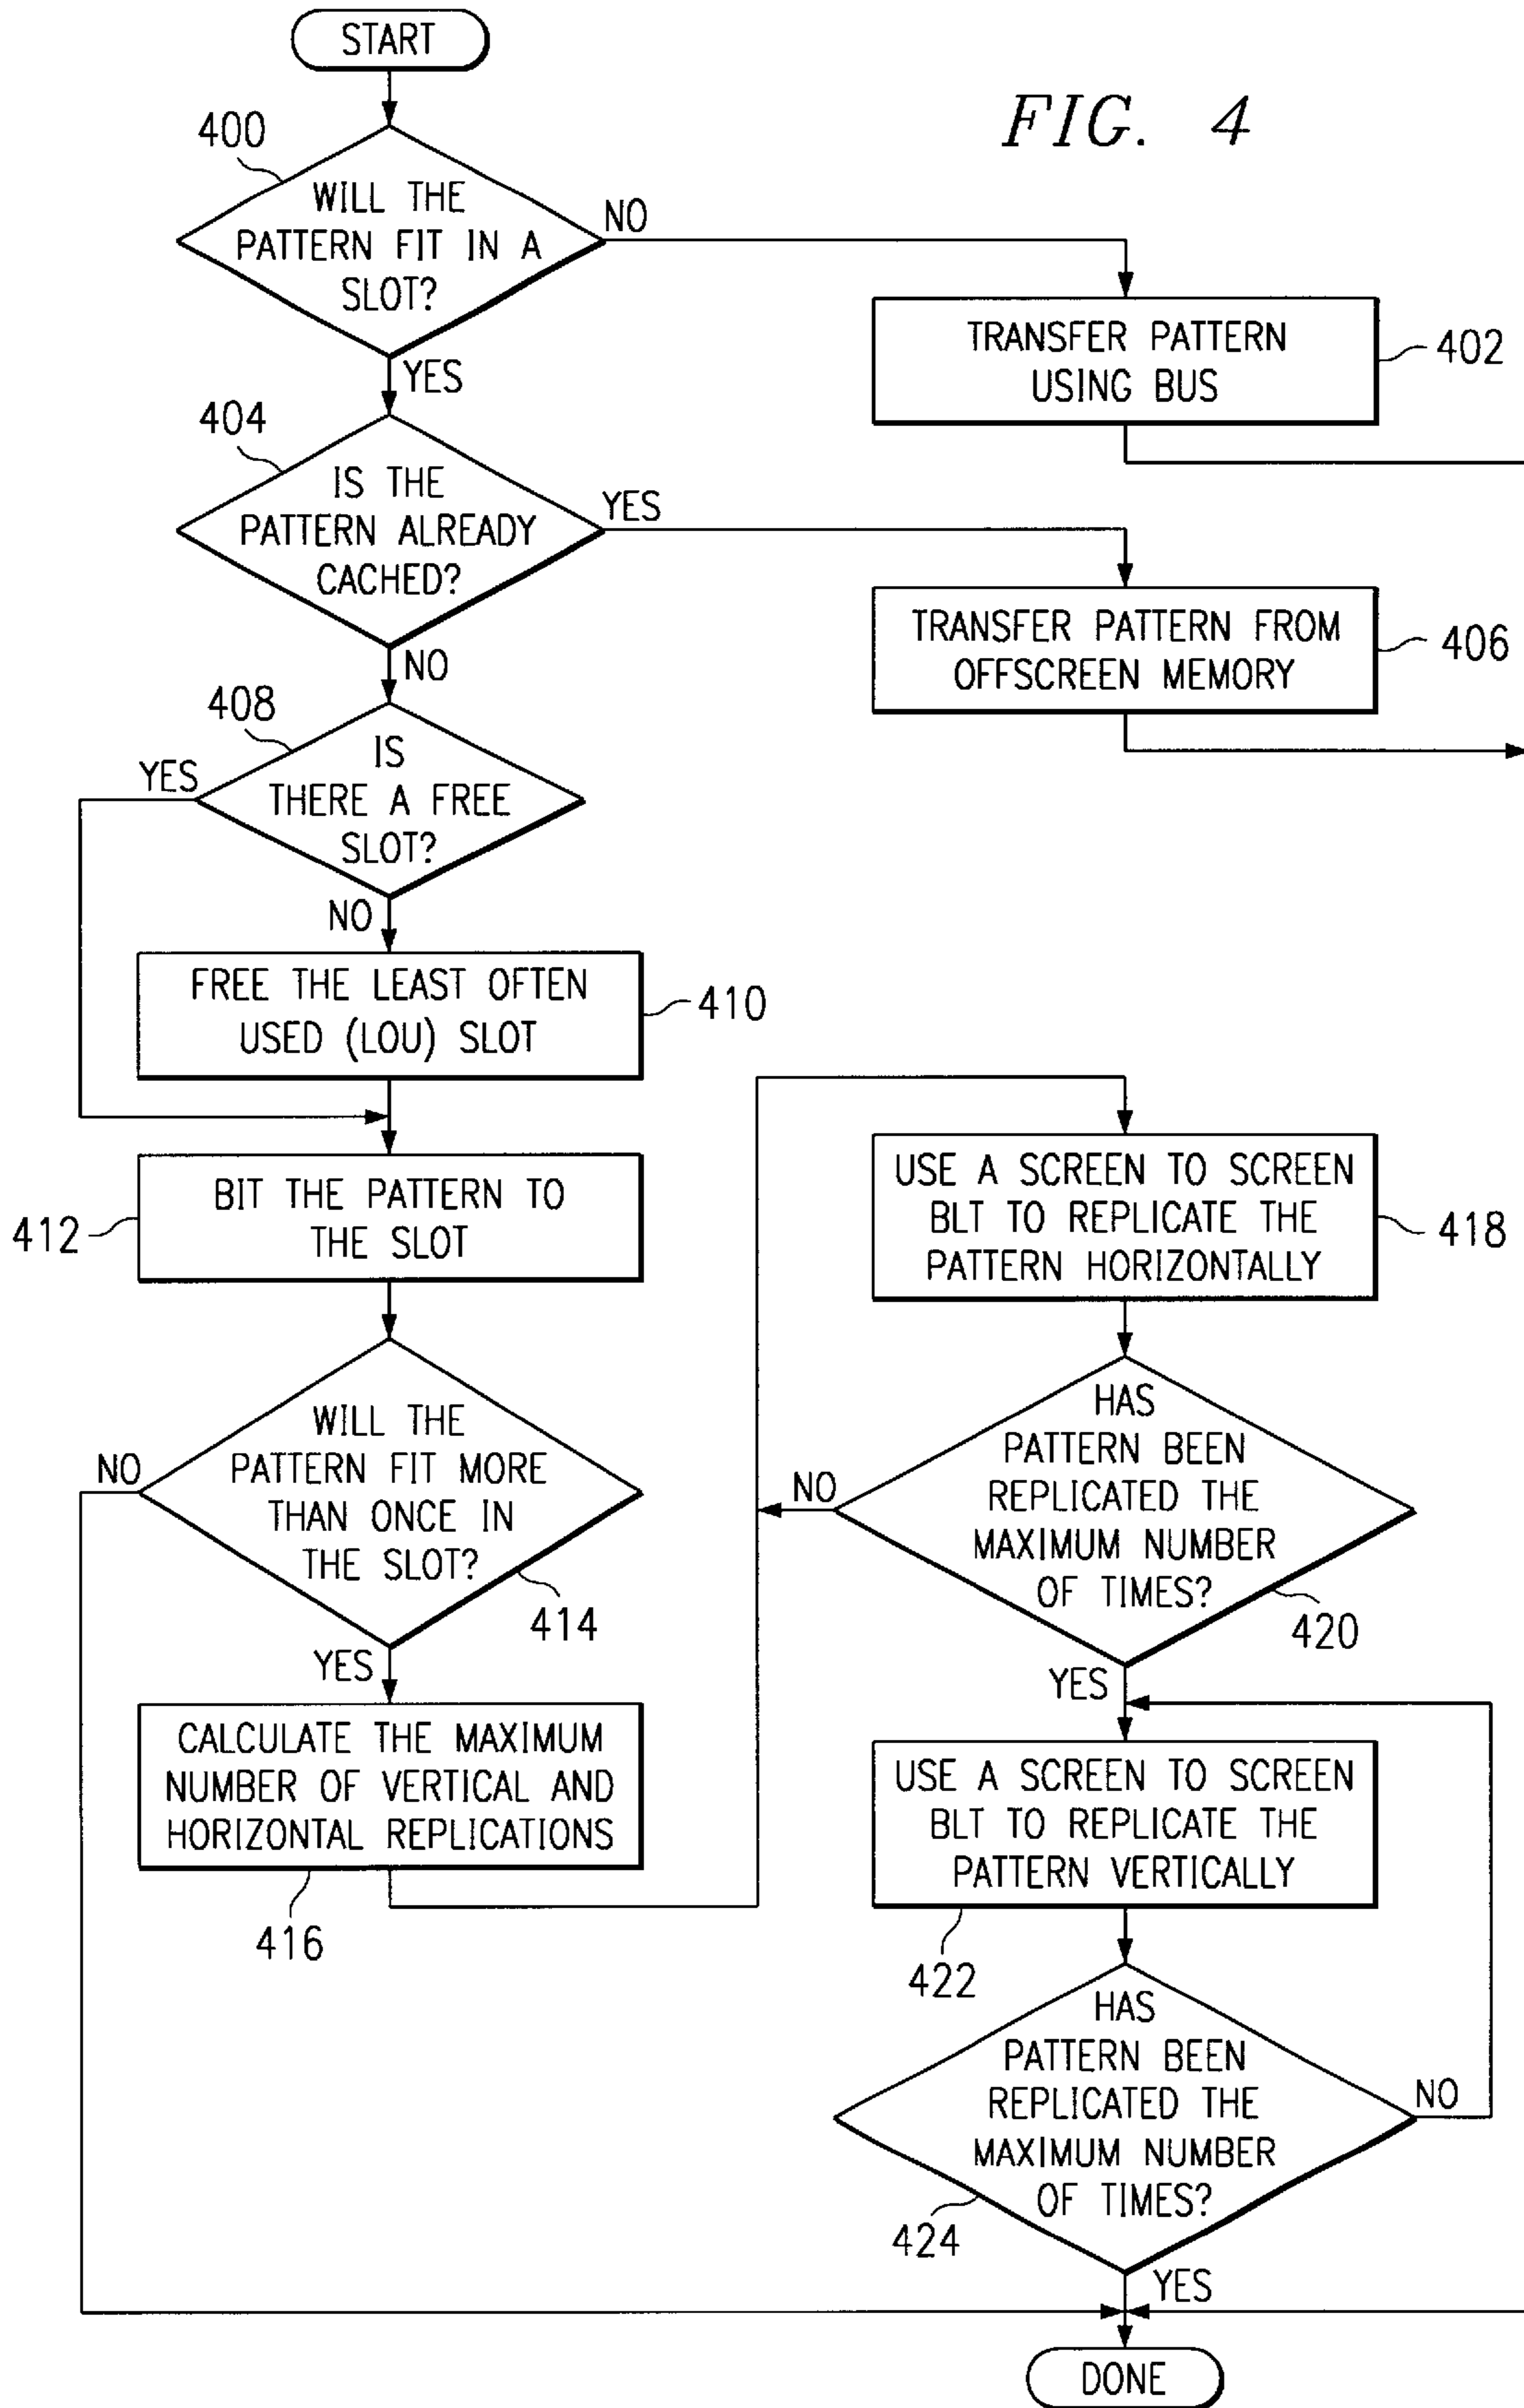 START
FIG. 4
400
WILL THE
PATTERN FIT IN A
SLOT?
NO
YES
TRANSFER PATTERN
USING BUS
402
404
IS THE
PATTERN ALREADY
CACHED?
YES
NO
TRANSFER PATTERN FROM
OFFSCREEN MEMORY
406
408
IS
THERE A FREE
SLOT?
YES
NO
FREE THE LEAST OFTEN
USED (LOU) SLOT
410
BIT THE PATTERN TO
THE SLOT
412
WILL THE
PATTERN FIT MORE
THAN ONCE IN
THE SLOT?
NO
414
YES
CALCULATE THE MAXIMUM
NUMBER OF VERTICAL AND
HORIZONTAL REPLICATIONS
416
USE A SCREEN TO SCREEN
BLT TO REPLICATE THE
PATTERN HORIZONTALLY
418
HAS
PATTERN BEEN
REPLICATED THE
MAXIMUM NUMBER
OF TIMES?
NO
420
YES
USE A SCREEN TO SCREEN
BLT TO REPLICATE THE
PATTERN VERTICALLY
422
HAS
PATTERN BEEN
REPLICATED THE
MAXIMUM NUMBER
OF TIMES?
NO
424
YES
DONE